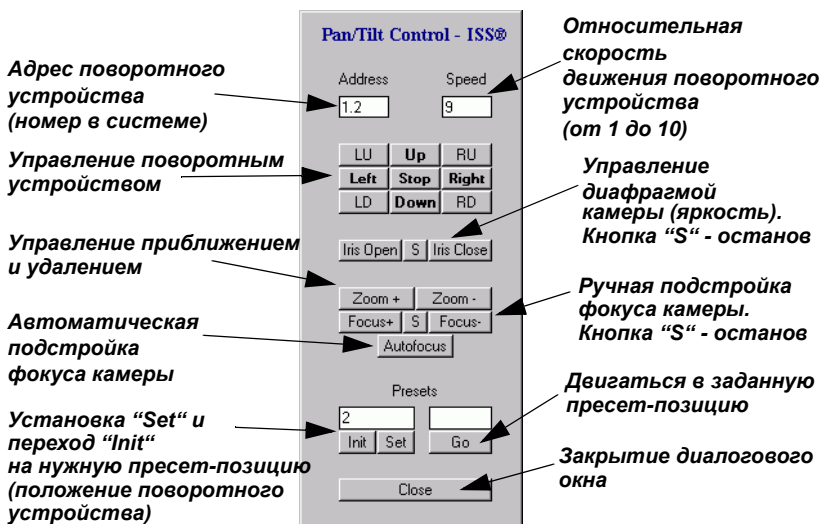 Pan/Tilt Control - ISS®
Address Speed
1.2 9
LU Up RU
Left Stop Right
LD Down RD
Iris Open S Iris Close
Zoom + Zoom -
Focus+ S Focus-
Autofocus
Presets
2
Init Set Go
Close
Адрес поворотного
устройства
(номер в системе)
Управление поворотным
устройством
Управление приближением
и удалением
Автоматическая
подстройка
фокуса камеры
Установка “Set“ и
переход “Init“
на нужную пресет-позицию
(положение поворотного
устройства)
Относительная
скорость
движения поворотного
устройства
(от 1 до 10)
Управление
диафрагмой
камеры (яркость).
Кнопка “S“ - останов
Ручная подстройка
фокуса камеры.
Кнопка “S“ - останов
Двигаться в заданную
пресет-позицию
Закрытие диалогового
окна